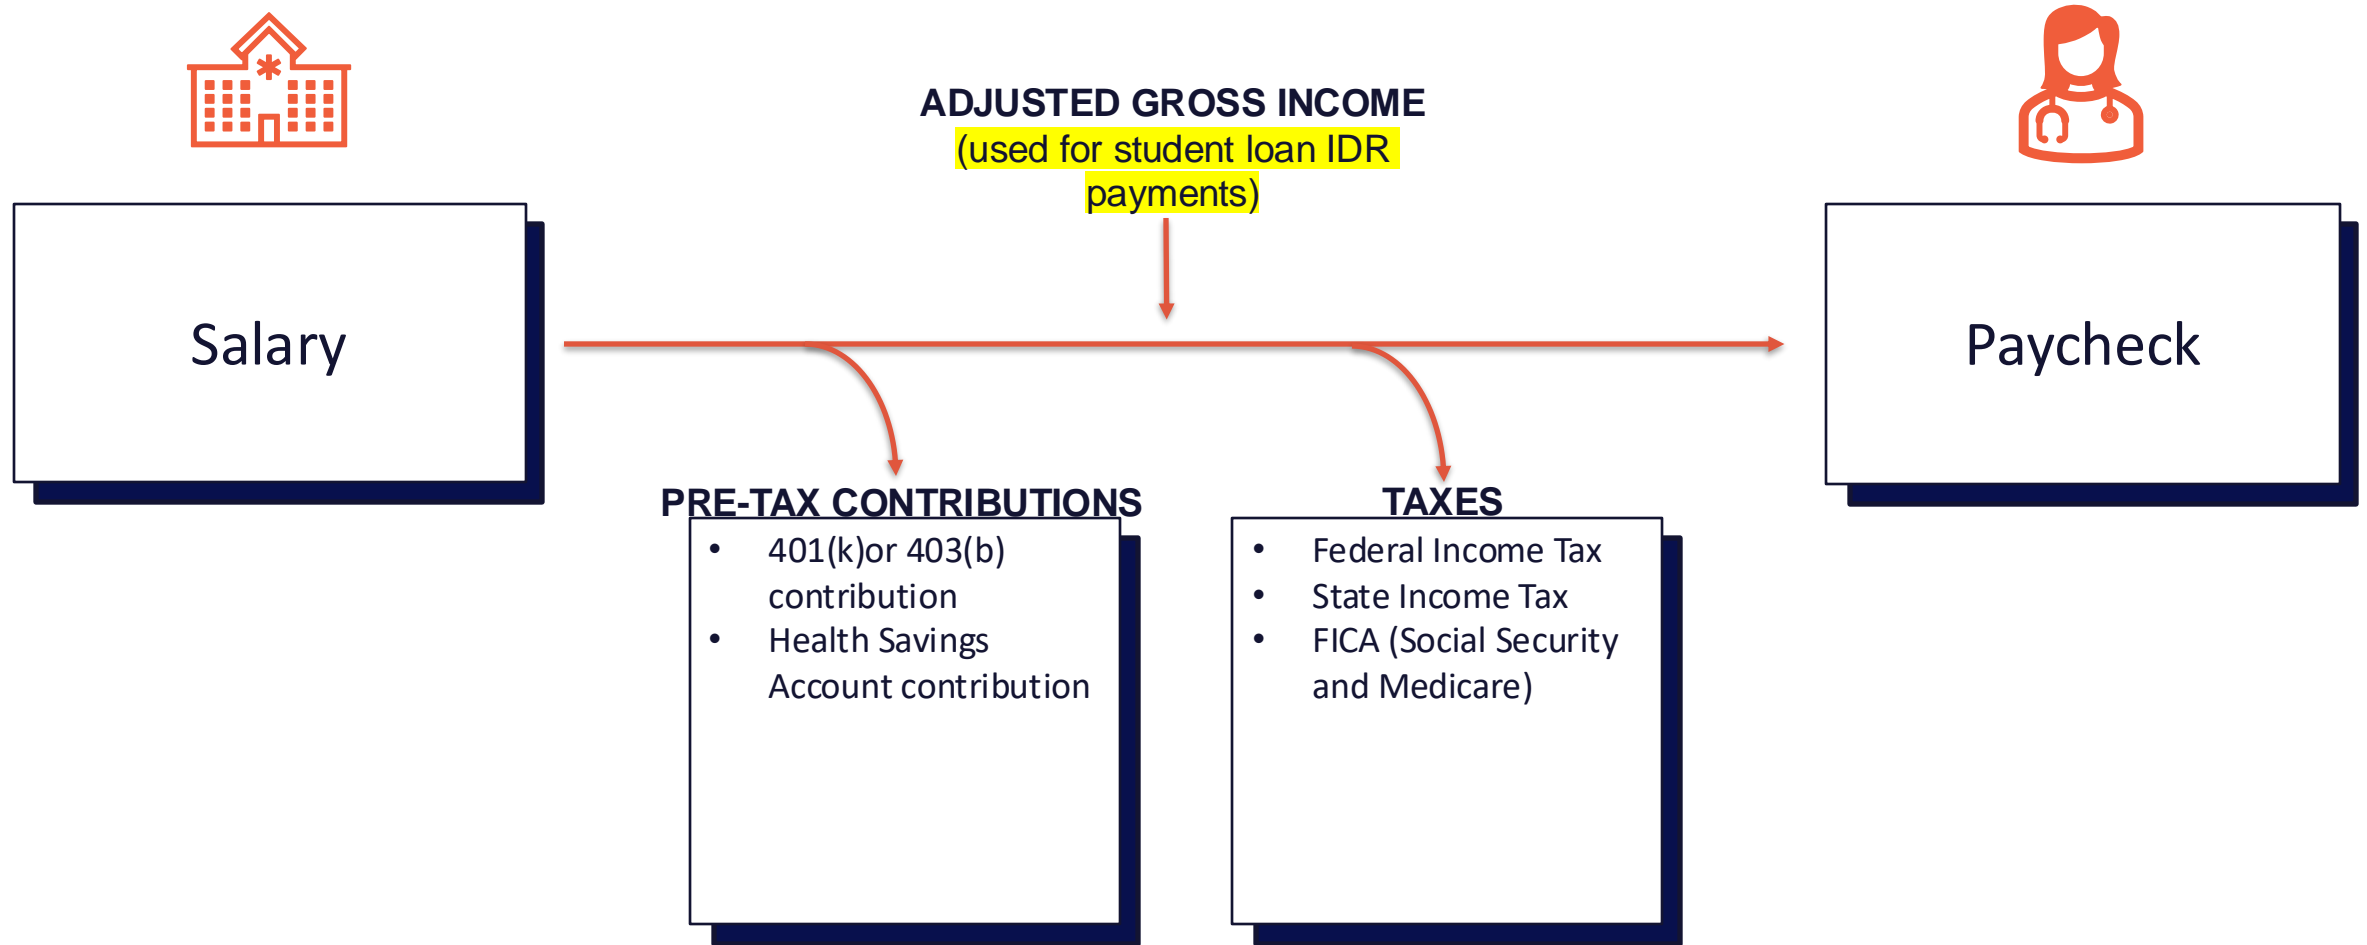 ADJUSTED GROSS INCOME
(used for student loan IDR
payments)
Salary
Paycheck
PRE-TAX CONTRIBUTIONS
• 401(k)or 403(b)
contribution
• Health Savings
Account contribution
TAXES
• Federal Income Tax
• State Income Tax
• FICA (Social Security
and Medicare)